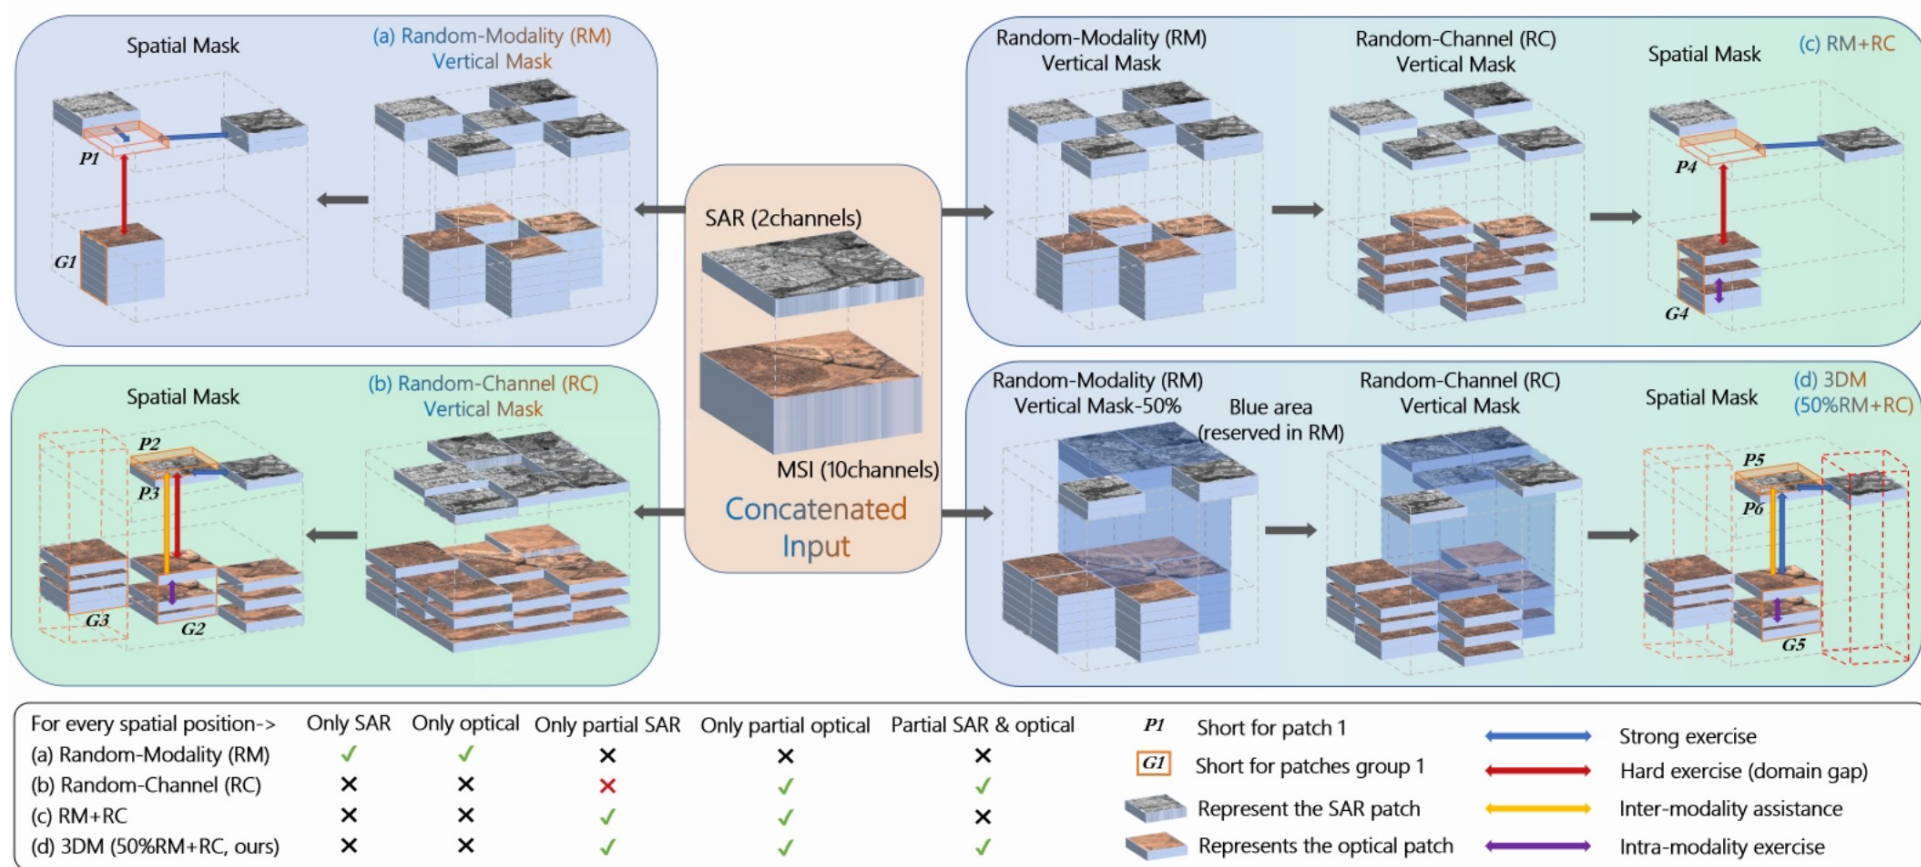 Spatial Mask
(a) Random-Modality (RM)
Vertical Mask
P1
G1
Random-Modality (RM)
Vertical Mask
Random-Channel (RC)
Vertical Mask
Spatial Mask
(c) RM+RC
P4
G4
SAR (2channels)
MSI (10channels)
Concatenated
Input
Spatial Mask
(b) Random-Channel (RC)
Vertical Mask
P2
P3
G3
G2
Random-Modality (RM)
Vertical Mask-50%
Blue area
(reserved in RM)
Random-Channel (RC)
Vertical Mask
Spatial Mask
(d) 3DM
(50%RM+RC)
P5
P6
G5
For every spatial position-> Only SAR Only optical Only partial SAR Only partial optical Partial SAR & optical
(a) Random-Modality (RM) ✓ ✓ ✕ ✕ ✕
(b) Random-Channel (RC) ✕ ✕ ✕ ✓ ✓
(c) RM+RC ✕ ✕ ✓ ✓ ✕
(d) 3DM (50%RM+RC, ours) ✕ ✕ ✓ ✓ ✓
P1 Short for patch 1
G1 Short for patches group 1
Represent the SAR patch
Represents the optical patch
Strong exercise
Hard exercise (domain gap)
Inter-modality assistance
Intra-modality exercise